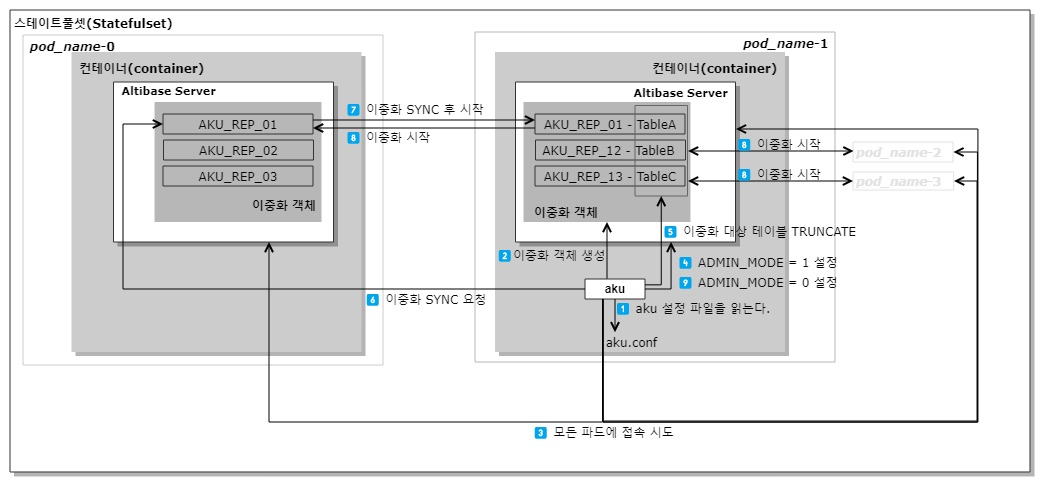 스테이트풀셋(Statefulset)
pod_name-0
컨테이너(container)
Altibase Server
AKU_REP_01
AKU_REP_02
AKU_REP_03
이중화 객체
7 이중화 SYNC 후 시작
8 이중화 시작
pod_name-1
컨테이너(container)
Altibase Server
AKU_REP_01 - TableA
AKU_REP_12 - TableB
AKU_REP_13 - TableC
이중화 객체
8 이중화 시작
pod_name-2
8 이중화 시작
pod_name-3
5 이중화 대상 테이블 TRUNCATE
2 이중화 객체 생성
4 ADMIN_MODE = 1 설정
9 ADMIN_MODE = 0 설정
aku
6 이중화 SYNC 요청
1 aku 설정 파일을 읽는다.
aku.conf
3 모든 파드에 접속 시도